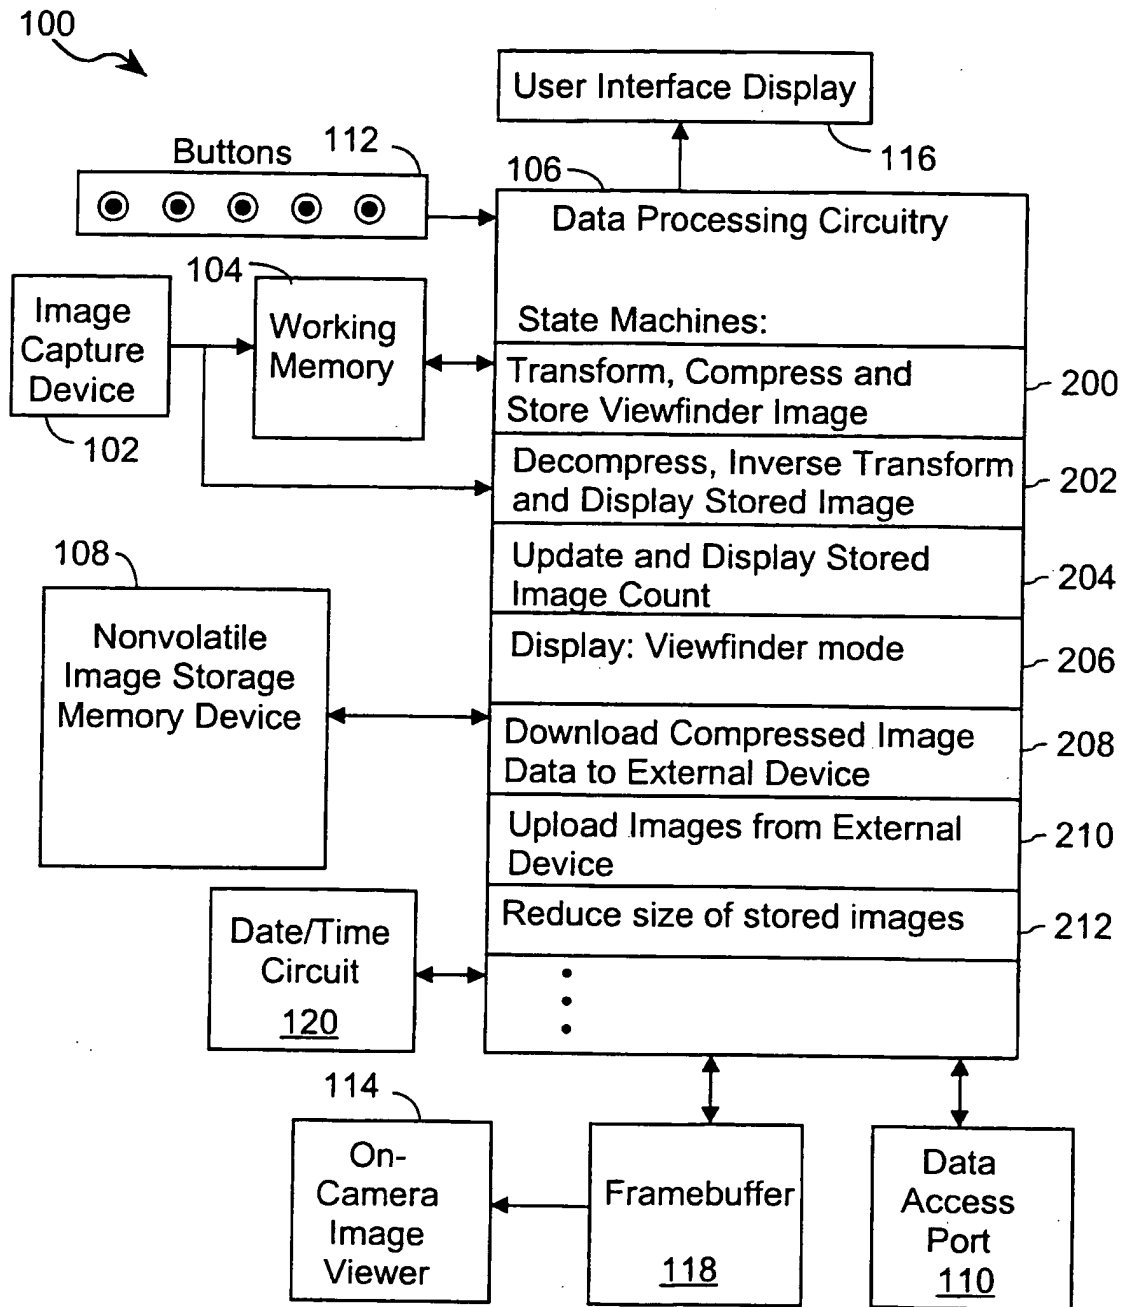 100
User Interface Display
116
Buttons
112
106
Data Processing Circuitry
State Machines:
104
Image
Capture
Device
102
Working
Memory
Transform, Compress and
Store Viewfinder Image
200
Decompress, Inverse Transform
and Display Stored Image
202
Update and Display Stored
Image Count
204
108
Nonvolatile
Image Storage
Memory Device
Display: Viewfinder mode
206
Download Compressed Image
Data to External Device
208
Upload Images from External
Device
210
Reduce size of stored images
212
Date/Time
Circuit
120
114
On-
Camera
Image
Viewer
Framebuffer
118
Data
Access
Port
110